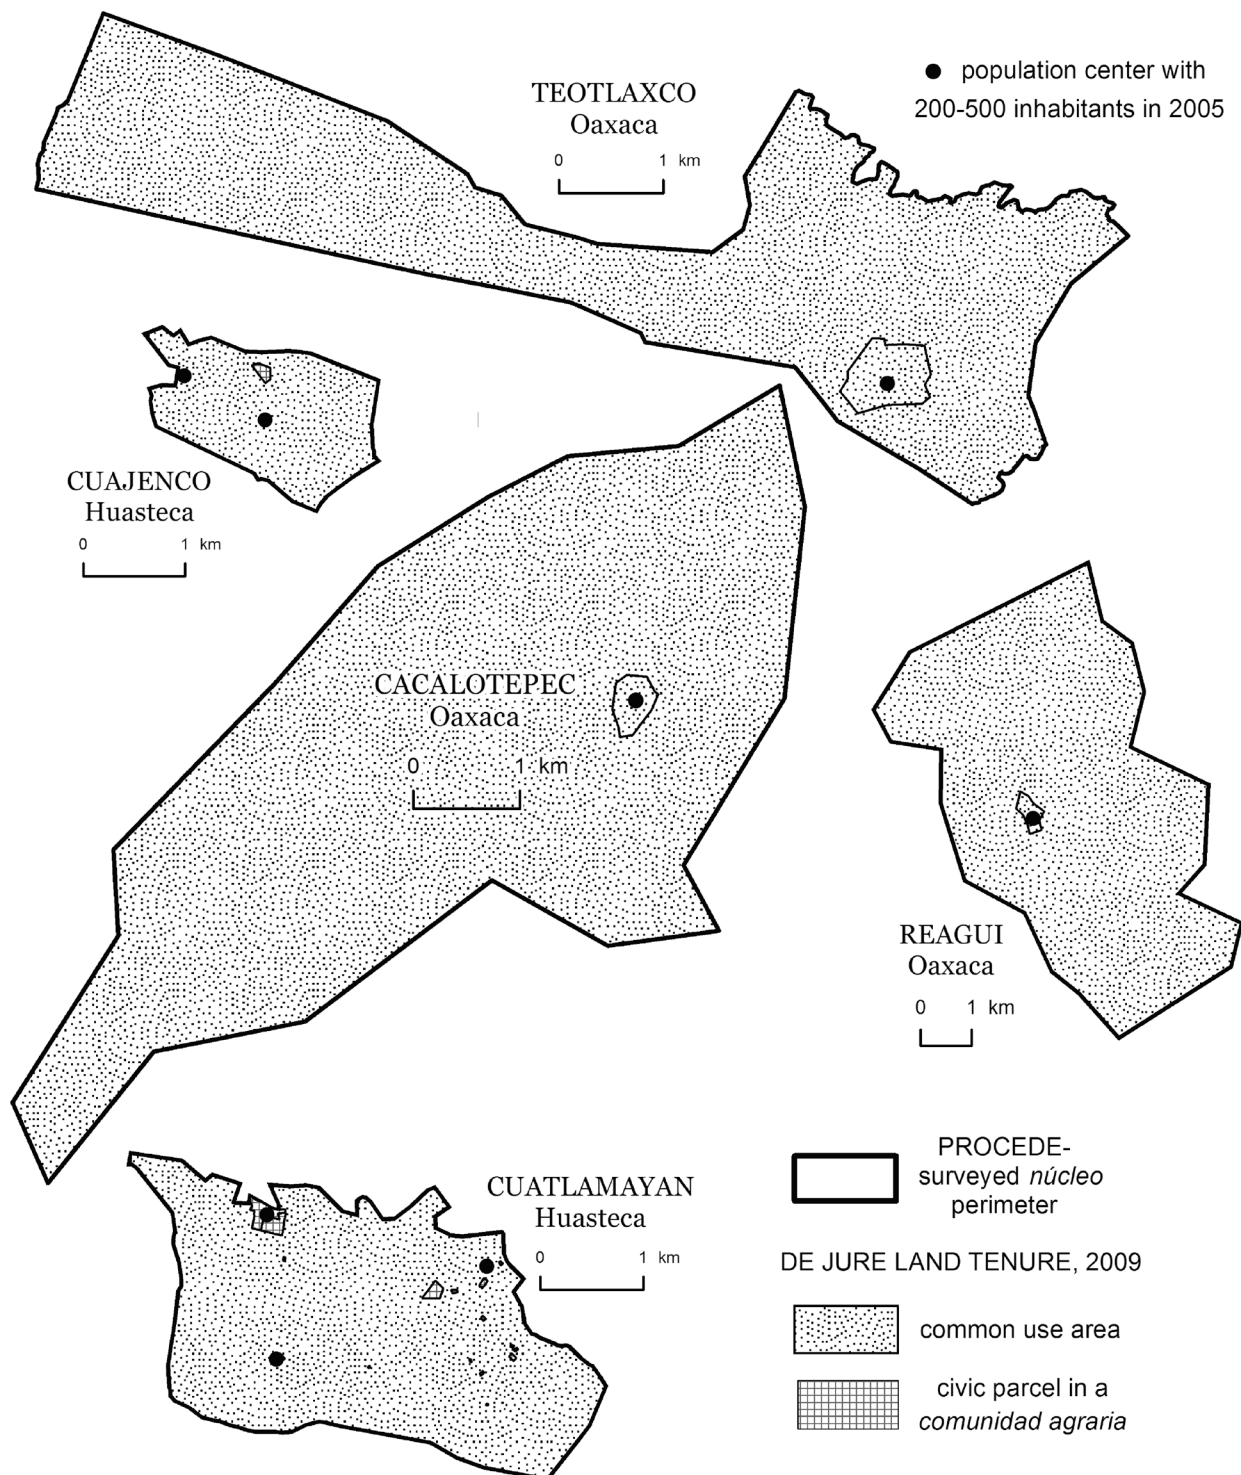 TEOTLAXCO
Oaxaca
0 1 km
population center with
200-500 inhabitants in 2005
CUAJENCO
Huasteca
0 1 km
CACALOTEPEC
Oaxaca
0 1 km
REAGUI
Oaxaca
0 1 km
CUATLAMAYAN
Huasteca
0 1 km
PROCEDE-
surveyed núcleo
perimeter
DE JURE LAND TENURE, 2009
common use area
civic parcel in a
comunidad agraria